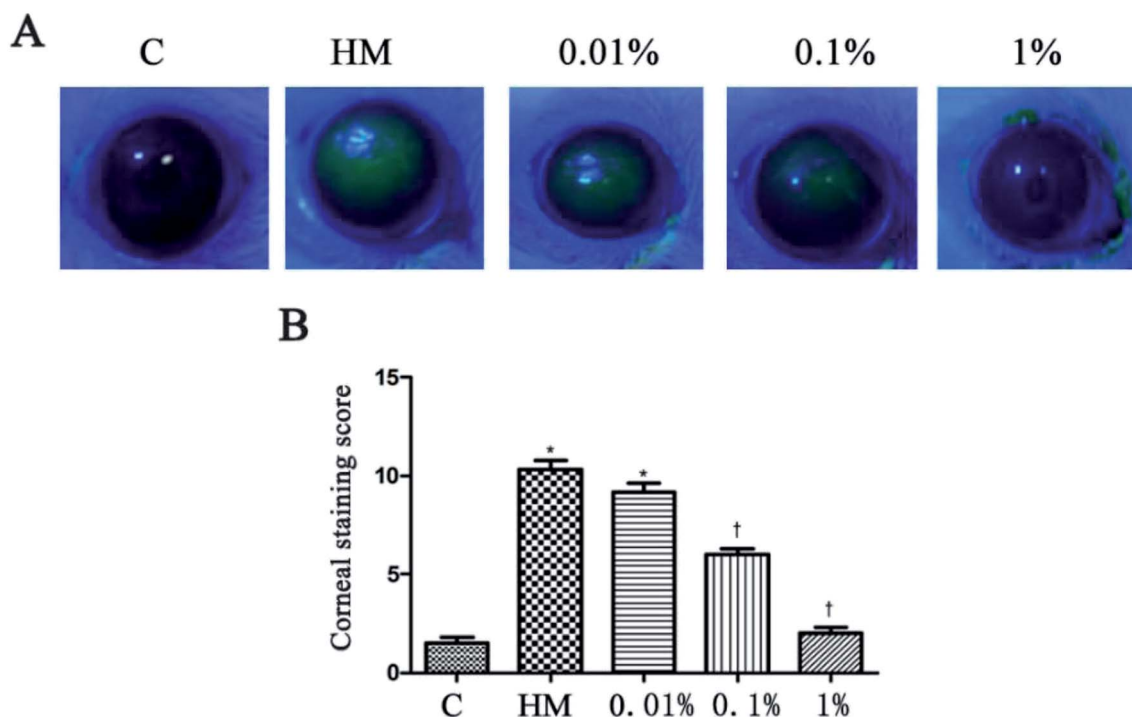 A
C HM 0.01% 0.1% 1%
B
Corneal staining score
15
10
5
0
*
*
†
†
C HM 0.01% 0.1% 1%